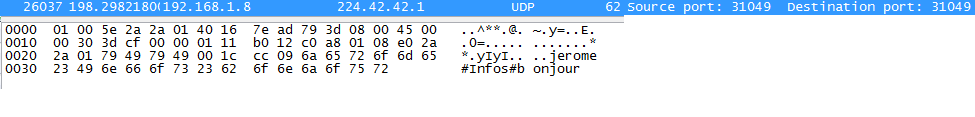 26037 198.2982180(192.168.1.8 224.42.42.1 UDP 62 Source port: 31049 Destination port: 31049
0000 01 00 5e 2a 2a 01 40 16 7e ad 79 3d 08 00 45 00 ..^**.@. ~.y=..E.
0010 00 30 3d cf 00 00 01 11 b0 12 c0 a8 01 08 e0 2a .0=..... .......*
0020 2a 01 79 49 79 49 00 1c cc 09 6a 65 72 6f 6d 65 *.yIyI.. ..jerome
0030 23 49 6e 66 6f 73 23 62 6f 6e 6a 6f 75 72 #Infos#b onjour